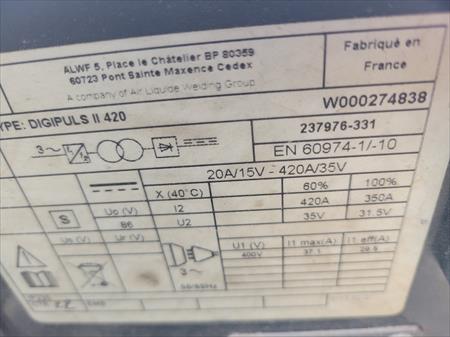 ALWF 5, Place le Châtelier BP 80359
60723 Pont Sainte Maxence Cedex
A company of Air Liquide Welding Group
Fabriqué en
France
TYPE: DIGIPULS II 420
W000274838
3~
237976-331
EN 60974-1/-10
20A/15V - 420A/35V
X (40°C) 60% 100%
S Uo (V) I2 420A 350A
86 U2 35V 31.5V
Ur (V)
U1 (V) I1 max(A) I1 eff(A)
400V 37.1
3~
50/60Hz